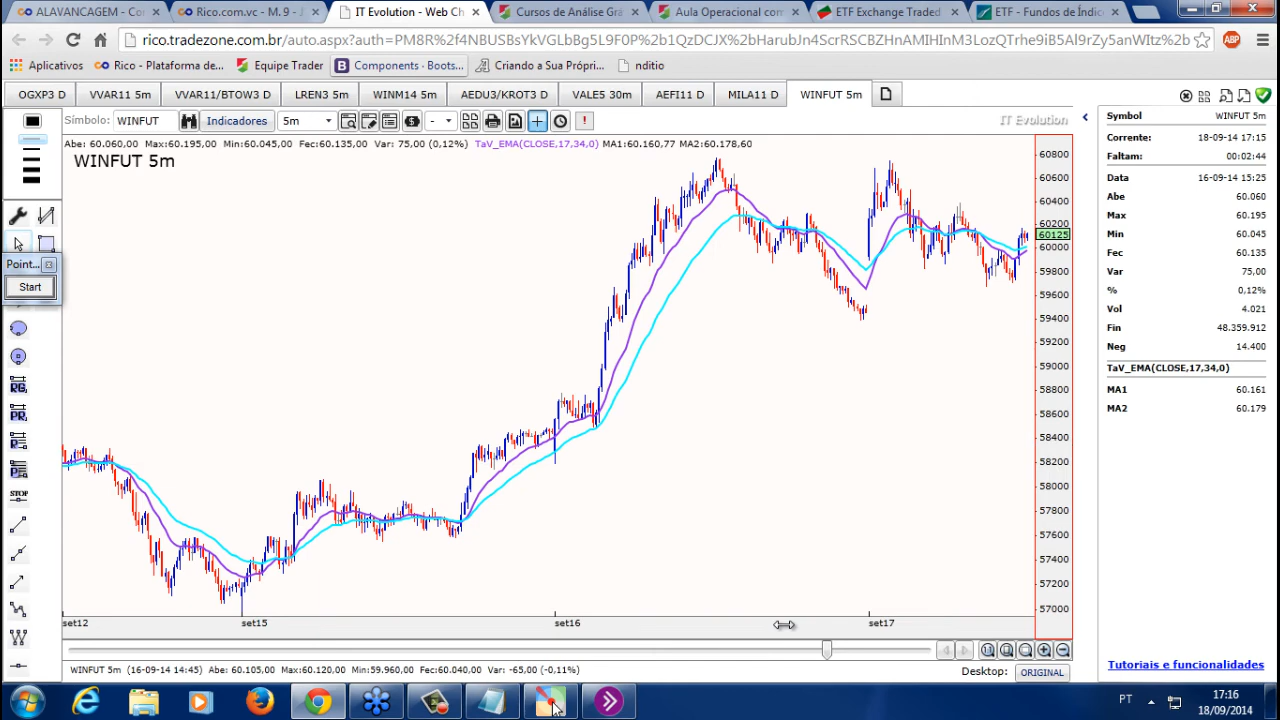 ALAVANCAGEM - Co
Rico.com.vc - M. 9 - J
IT Evolution - Web Ch
Cursos de Análise Grá
Aula Operacional com
ETF Exchange Traded
ETF - Fundos de Índic
rico.tradezone.com.br/auto.aspx?auth=PM8R%2f4NBUSBsYkVGLhBg5L9F0P%2b1QzDCJX%2bHarubJn4ScrRSCBZHnAMIHInM3LozQTrhe9iB5Al9rZy5anWItz%2b
ABP
Aplicativos
Rico - Plataforma de...
Equipe Trader
Components · Boots...
Criando a Sua Própri...
nditio
OGXP3 D
VVAR11 5m
VVAR11/BTOW3 D
LREN3 5m
WINM14 5m
AEDU3/KROT3 D
VALE5 30m
AEFI11 D
MILA11 D
WINFUT 5m
Símbolo:
WINFUT
Indicadores
5m
-
!
IT Evolution
Abe: 60.060,00 Max:60.195,00 Min:60.045,00 Fec:60.135,00 Var: 75,00 (0,12%) TaV_EMA(CLOSE,17,34,0) MA1:60.160,77 MA2:60.178,60
WINFUT 5m
Point...
Start
RG
PR
STOP
60800
60600
60400
60200
60125
60000
59800
59600
59400
59200
59000
58800
58600
58400
58200
58000
57800
57600
57400
57200
57000
set12
set15
set16
set17
Symbol WINFUT 5m
Corrente: 18-09-14 17:15
Faltam: 00:02:44
Data 16-09-14 15:25
Abe 60.060
Max 60.195
Min 60.045
Fec 60.135
Var 75,00
% 0,12%
Vol 4.021
Fin 48.359.912
Neg 14.400
TaV_EMA(CLOSE,17,34,0)
MA1 60.161
MA2 60.179
Tutoriais e funcionalidades
WINFUT 5m (16-09-14 14:45) Abe: 60.105,00 Max:60.120,00 Min:59.960,00 Fec:60.040,00 Var: -65,00 (-0,11%)
Desktop:
ORIGINAL
PT
17:16
18/09/2014